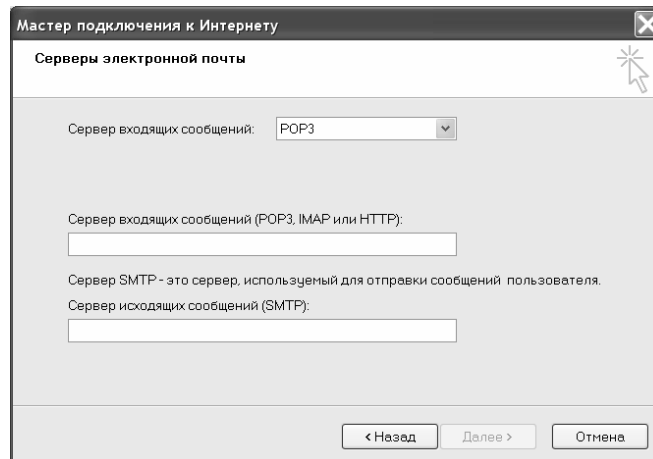 Мастер подключения к Интернету
Серверы электронной почты
Сервер входящих сообщений: POP3
Сервер входящих сообщений (POP3, IMAP или HTTP):
Сервер SMTP - это сервер, используемый для отправки сообщений пользователя.
Сервер исходящих сообщений (SMTP):
< Назад Далее > Отмена